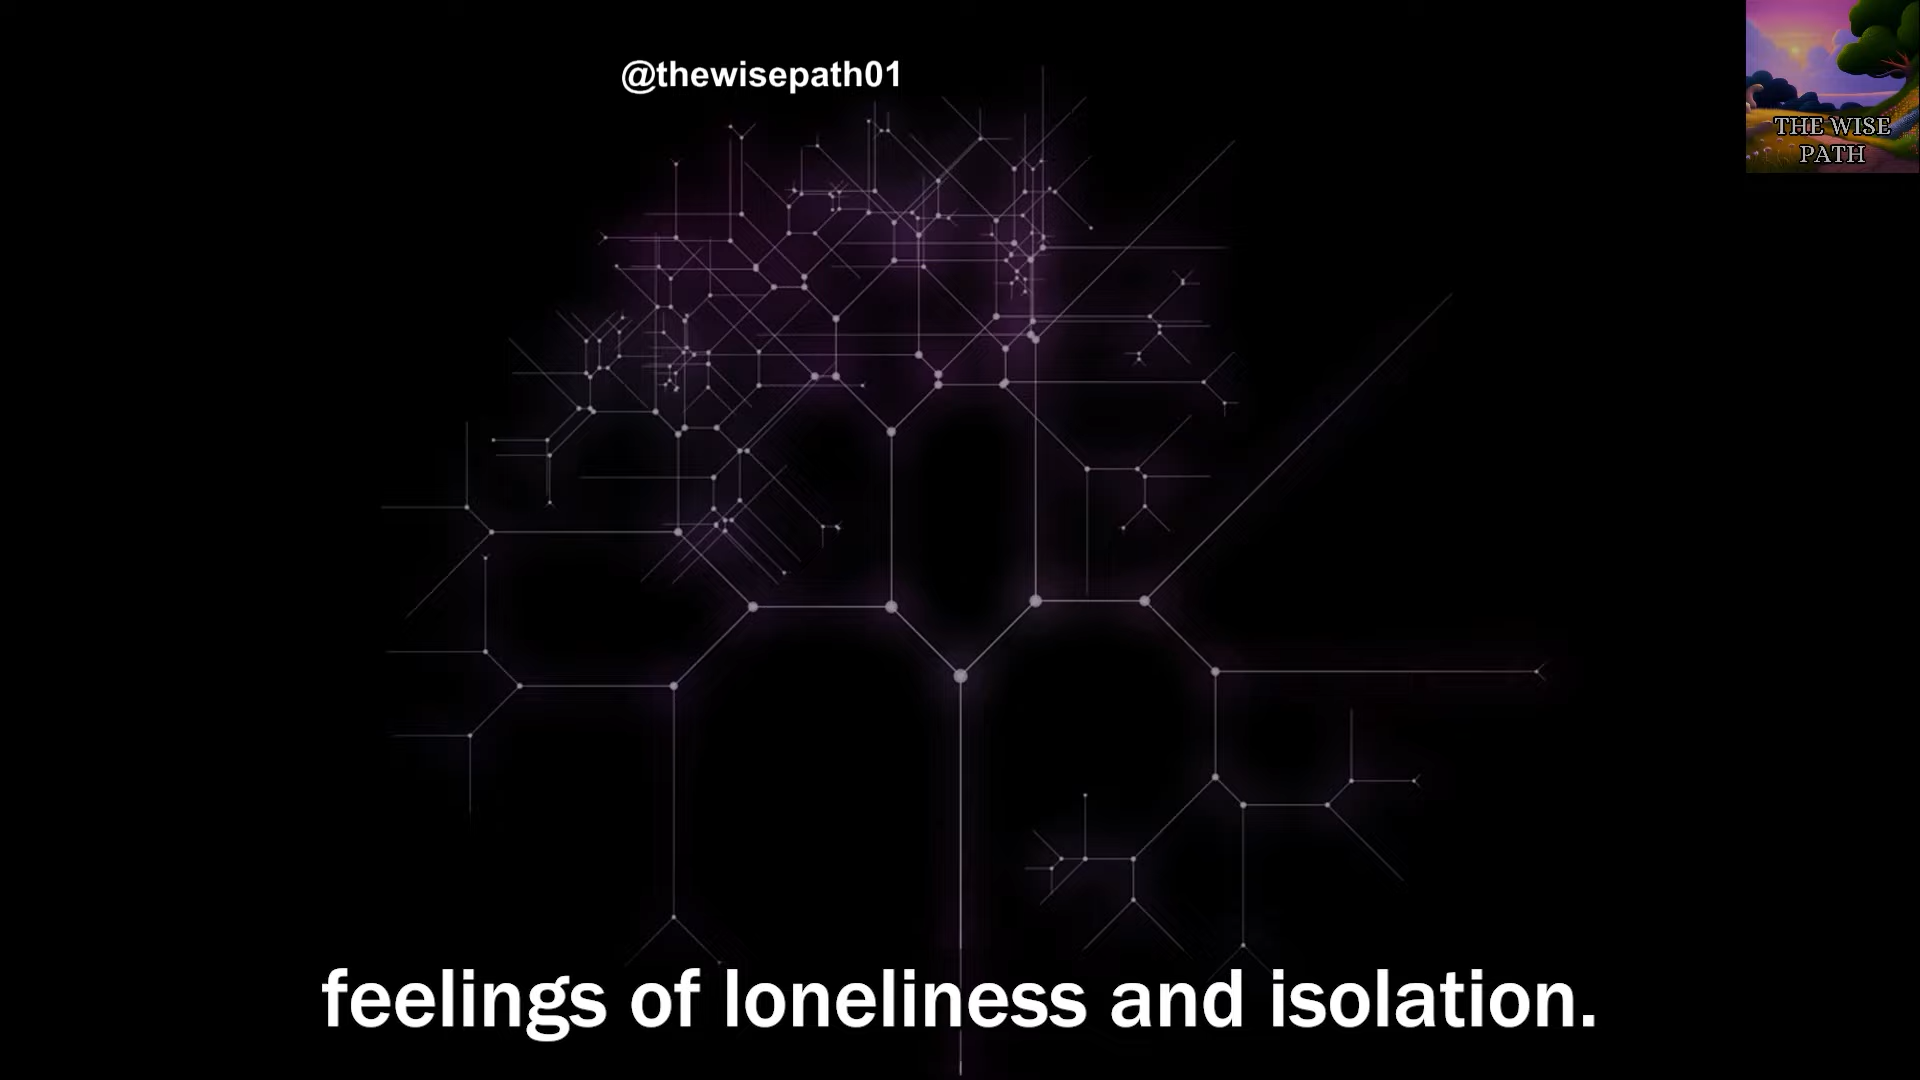 @thewisepath01
THE WISE
PATH
feelings of loneliness and isolation.